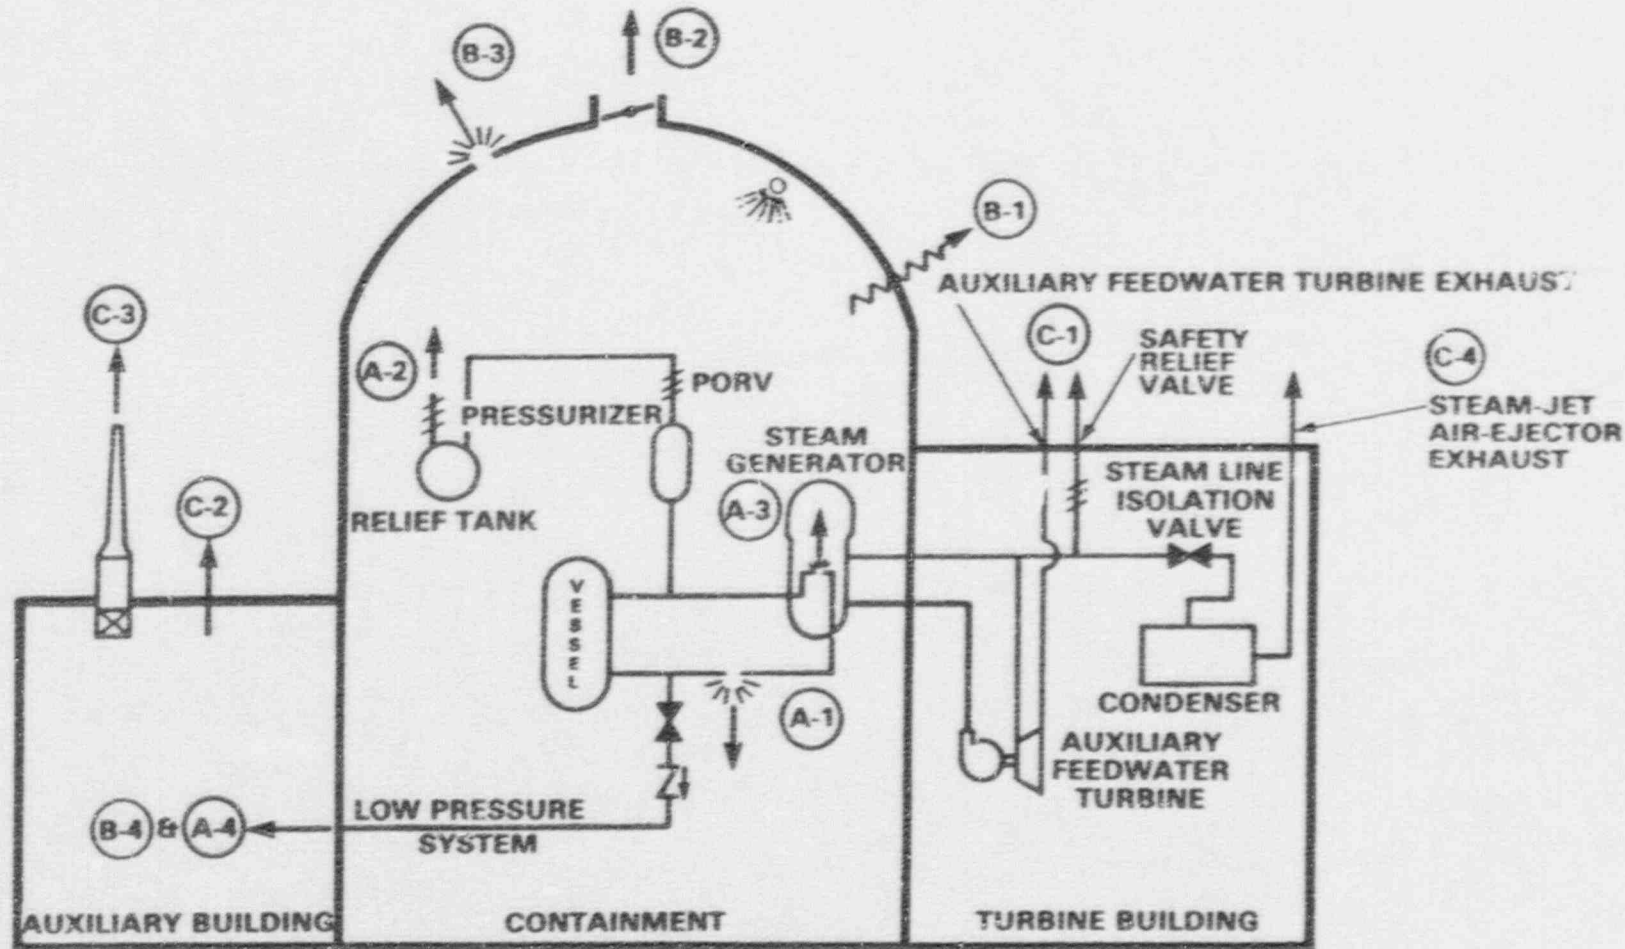 B-3
B-2
B-1
AUXILIARY FEEDWATER TURBINE EXHAUST
C-3
C-1
SAFETY
RELIEF
VALVE
C-4
A-2
PORV
STEAM-JET
AIR-EJECTOR
EXHAUST
PRESSURIZER
STEAM
GENERATOR
STEAM LINE
ISOLATION
VALVE
C-2
RELIEF TANK
A-3
VESSEL
CONDENSER
A-1
AUXILIARY
FEEDWATER
TURBINE
B-4 & A-4
LOW PRESSURE
SYSTEM
AUXILIARY BUILDING
CONTAINMENT
TURBINE BUILDING